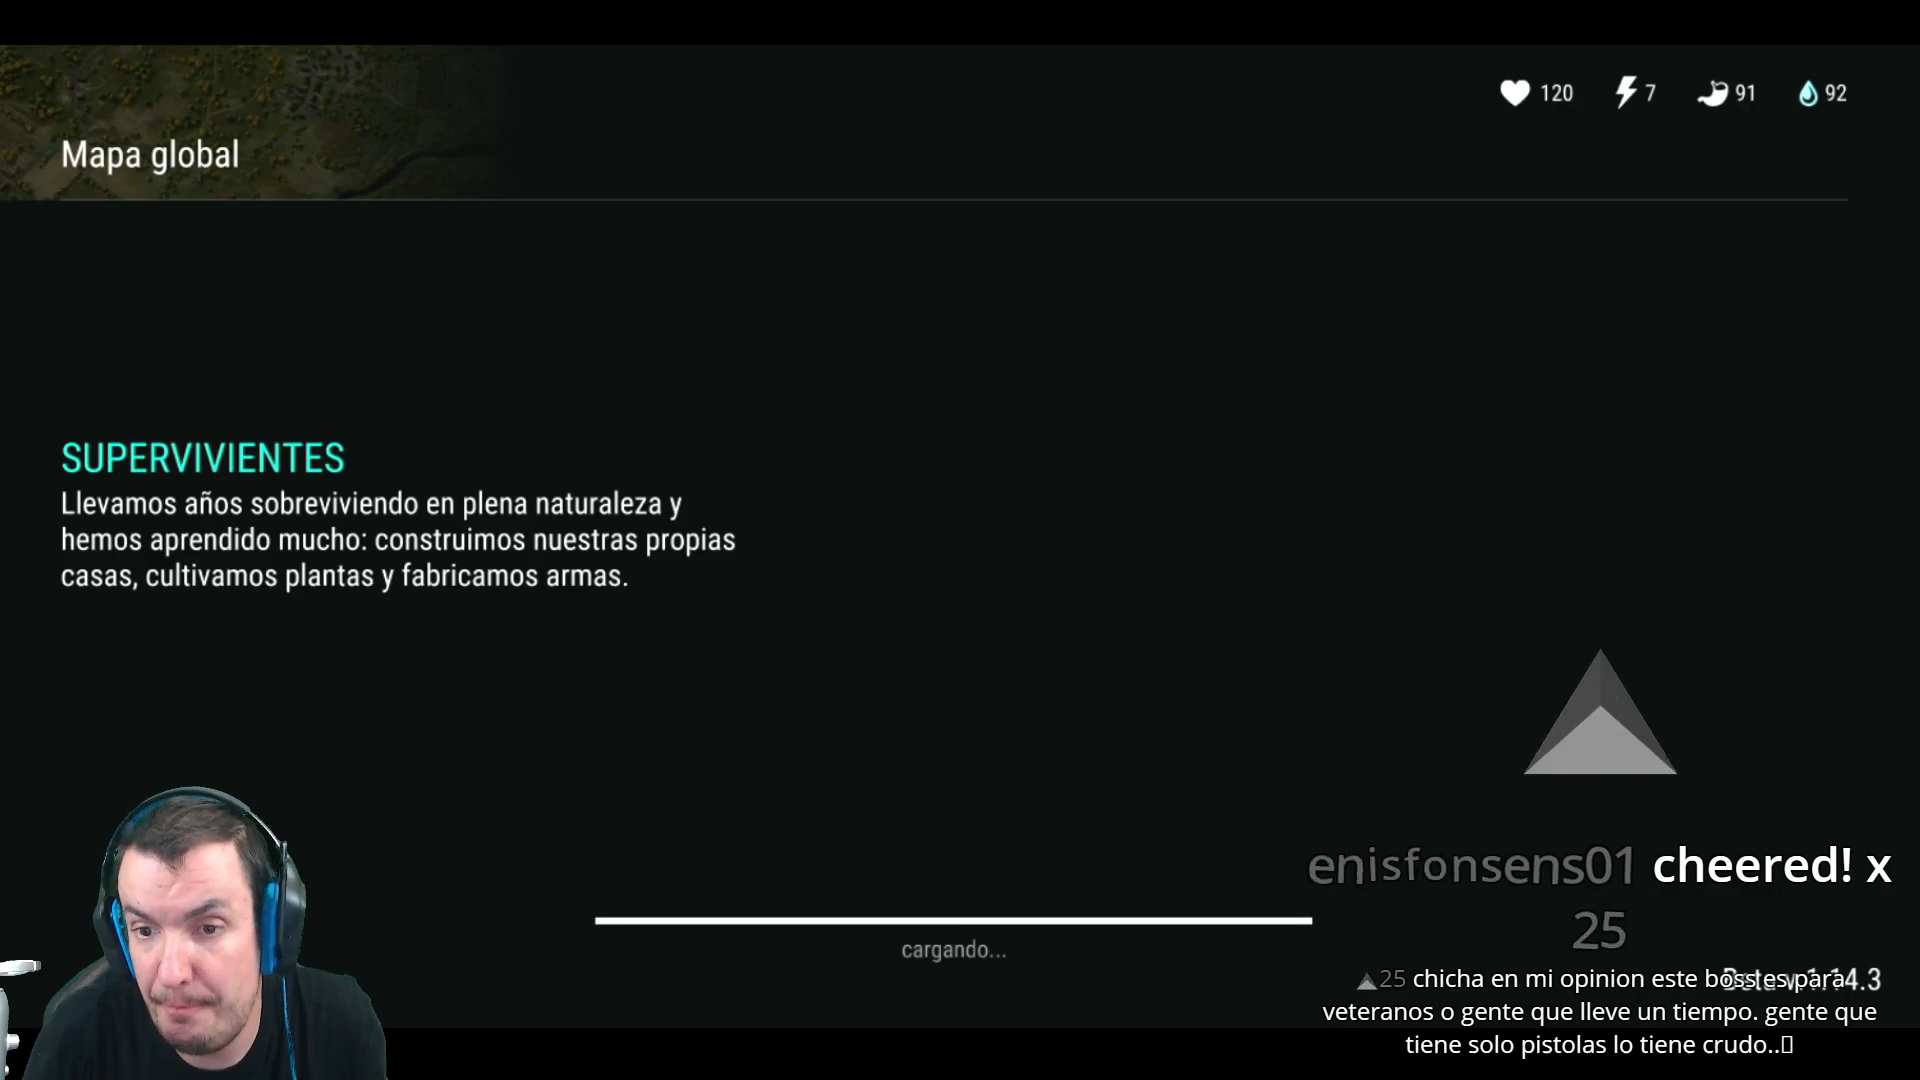 120
7
91
92
Mapa global
SUPERVIVIENTES
Llevamos años sobreviviendo en plena naturaleza y
hemos aprendido mucho: construimos nuestras propias
casas, cultivamos plantas y fabricamos armas.
enisfonsens01 cheered! x
25
cargando...
25 chicha en mi opinion este boss es para
veteranos o gente que lleve un tiempo. gente que
tiene solo pistolas lo tiene crudo..